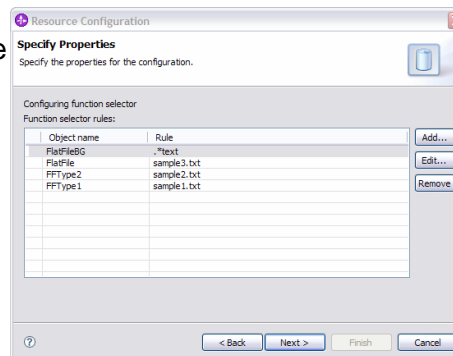 Resource Configuration
e
Specify Properties
Specify the properties for the configuration.
Configuring function selector
Function selector rules:
Object name Rule
FlatFileBG .*text
FlatFile sample3.txt
FFType2 sample2.txt
FFType1 sample1.txt
Add...
Edit...
Remove
? < Back Next > Finish Cancel